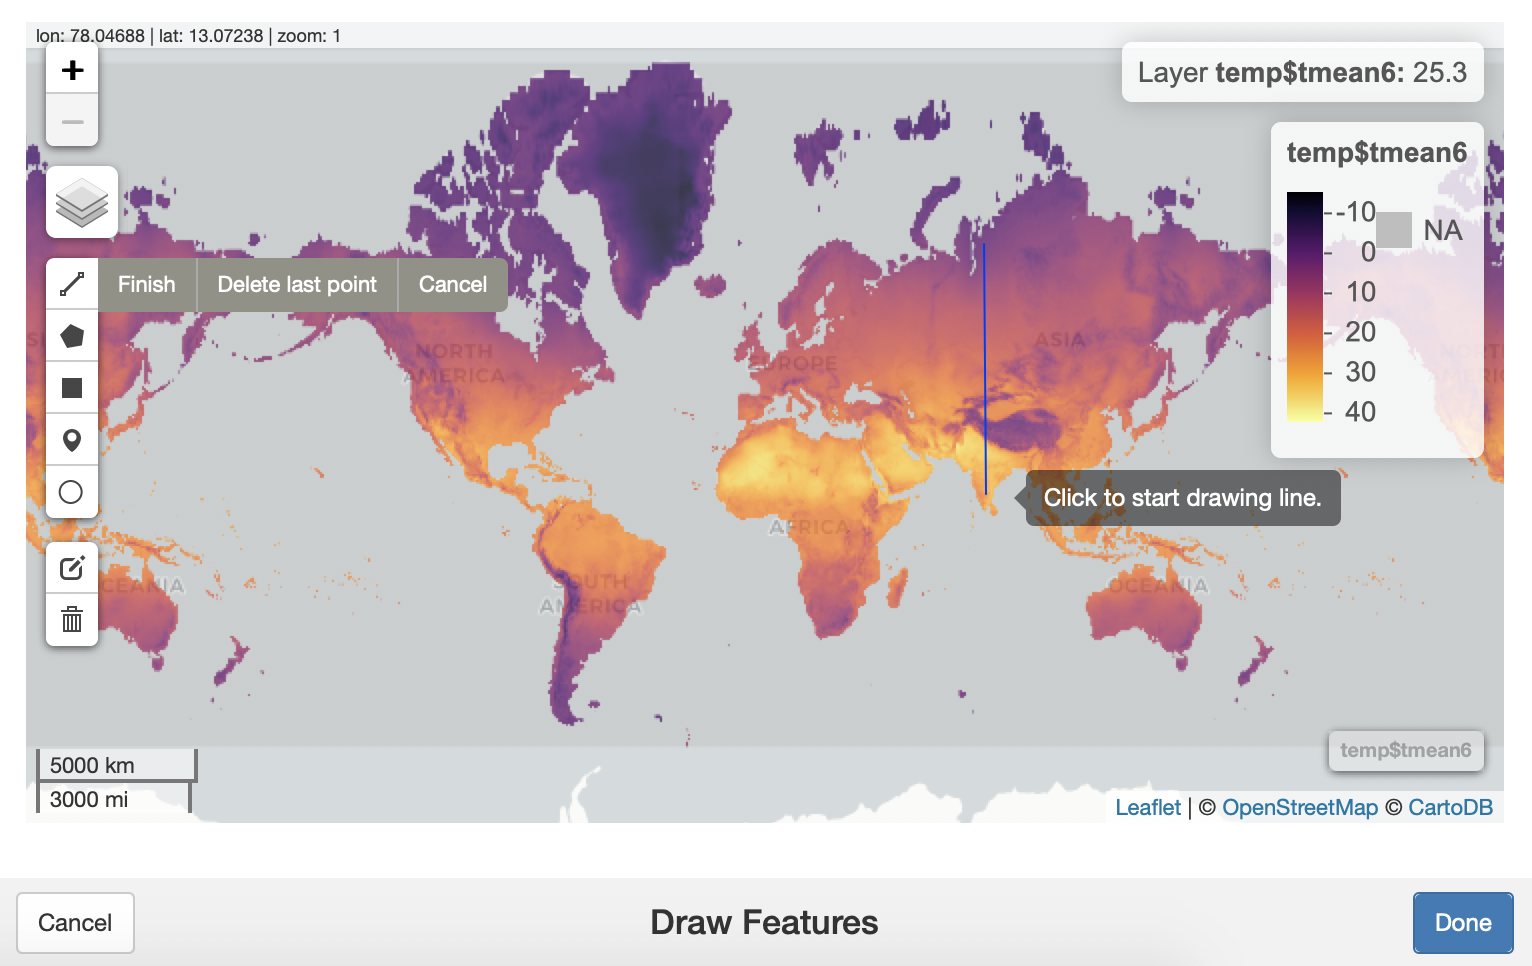 lon: 78.04688 | lat: 13.07238 | zoom: 1
+
−
Layer temp$tmean6: 25.3
temp$tmean6
-10
0
10
20
30
40
NA
Finish
Delete last point
Cancel
NORTH
AMERICA
EUROPE
ASIA
Click to start drawing line.
AFRICA
OCEANIA
SOUTH
AMERICA
OCEANIA
temp$tmean6
5000 km
3000 mi
Leaflet | © OpenStreetMap © CartoDB
Cancel
Draw Features
Done